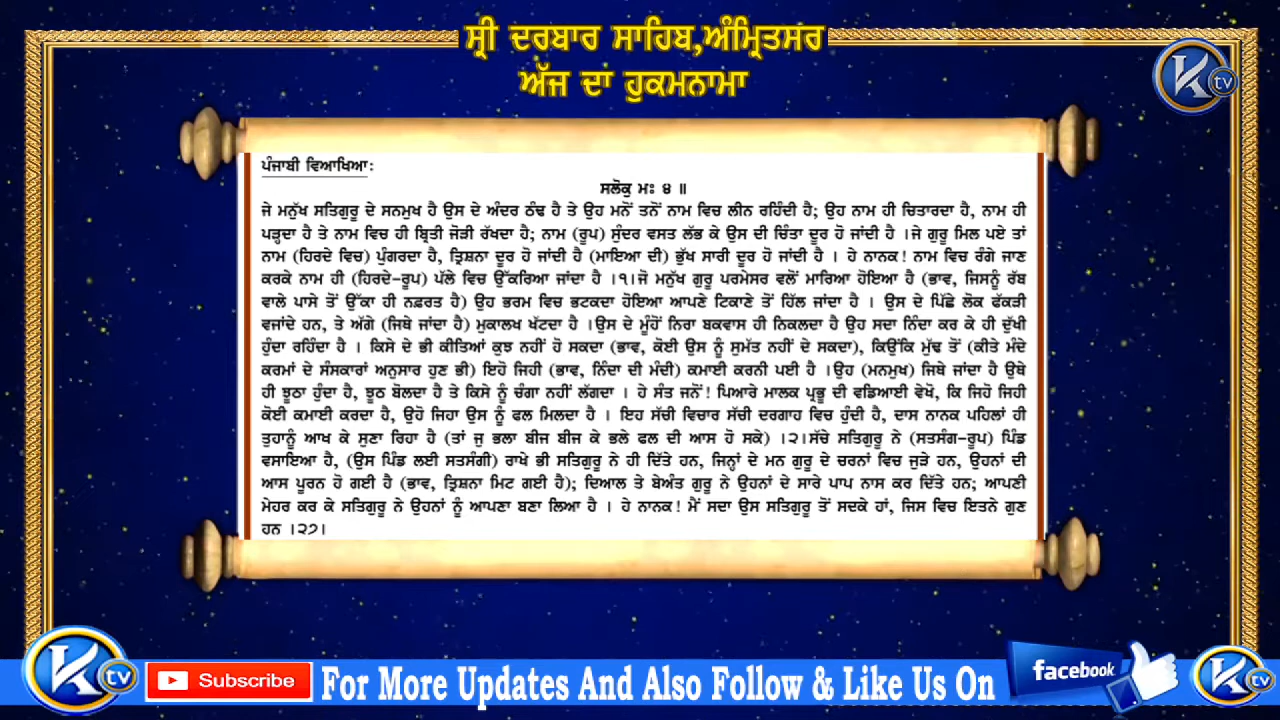 ਸ੍ਰੀ ਦਰਬਾਰ ਸਾਹਿਬ,ਅੰਮ੍ਰਿਤਸਰ
ਅੱਜ ਦਾਂ ਹੁਕਮਨਾਮਾ
K tv
ਪੰਜਾਬੀ ਵਿਆਖਿਆ:
ਸਲੋਕੁ ਮਃ ੪ ॥
ਜੇ ਮਨੁੱਖ ਸਤਿਗੁਰੂ ਦੇ ਸਨਮੁਖ ਹੈ ਉਸ ਦੇ ਅੰਦਰ ਠੰਢ ਹੈ ਤੇ ਉਹ ਮਨੋਂ ਤਨੋਂ ਨਾਮ ਵਿਚ ਲੀਨ ਰਹਿੰਦੀ ਹੈ; ਉਹ ਨਾਮ ਹੀ ਚਿਤਾਰਦਾ ਹੈ, ਨਾਮ ਹੀ
ਪੜ੍ਹਦਾ ਹੈ ਤੇ ਨਾਮ ਵਿਚ ਹੀ ਬ੍ਰਿਤੀ ਜੋੜੀ ਰੱਖਦਾ ਹੈ; ਨਾਮ (ਰੂਪ) ਸੁੰਦਰ ਵਸਤ ਲੱਭ ਕੇ ਉਸ ਦੀ ਚਿੰਤਾ ਦੂਰ ਹੋ ਜਾਂਦੀ ਹੈ ।ਜੇ ਗੁਰੂ ਮਿਲ ਪਏ ਤਾਂ
ਨਾਮ (ਹਿਰਦੇ ਵਿਚ) ਪੁੰਗਰਦਾ ਹੈ, ਤ੍ਰਿਸ਼ਨਾ ਦੂਰ ਹੋ ਜਾਂਦੀ ਹੈ (ਮਾਇਆ ਦੀ) ਭੁੱਖ ਸਾਰੀ ਦੂਰ ਹੋ ਜਾਂਦੀ ਹੈ । ਹੇ ਨਾਨਕ! ਨਾਮ ਵਿਚ ਰੰਗੇ ਜਾਣ
ਕਰਕੇ ਨਾਮ ਹੀ (ਹਿਰਦੇ-ਰੂਪ) ਪੱਲੇ ਵਿਚ ਉੱਕਰਿਆ ਜਾਂਦਾ ਹੈ ।੧।ਜੋ ਮਨੁੱਖ ਗੁਰੂ ਪਰਮੇਸਰ ਵਲੋਂ ਮਾਰਿਆ ਹੋਇਆ ਹੈ (ਭਾਵ, ਜਿਸਨੂੰ ਰੱਬ
ਵਾਲੇ ਪਾਸੇ ਤੋਂ ਉੱਕਾ ਹੀ ਨਫ਼ਰਤ ਹੈ) ਉਹ ਭਰਮ ਵਿਚ ਭਟਕਦਾ ਹੋਇਆ ਆਪਣੇ ਟਿਕਾਣੇ ਤੋਂ ਹਿੱਲ ਜਾਂਦਾ ਹੈ । ਉਸ ਦੇ ਪਿੱਛੇ ਲੋਕ ਫੱਕੜੀ
ਵਜਾਂਦੇ ਹਨ, ਤੇ ਅੱਗੇ (ਜਿਥੇ ਜਾਂਦਾ ਹੈ) ਮੁਕਾਲਖ ਖੱਟਦਾ ਹੈ ।ਉਸ ਦੇ ਮੂੰਹੋਂ ਨਿਰਾ ਬਕਵਾਸ ਹੀ ਨਿਕਲਦਾ ਹੈ ਉਹ ਸਦਾ ਨਿੰਦਾ ਕਰ ਕੇ ਹੀ ਦੁੱਖੀ
ਹੁੰਦਾ ਰਹਿੰਦਾ ਹੈ । ਕਿਸੇ ਦੇ ਭੀ ਕੀਤਿਆਂ ਕੁਝ ਨਹੀਂ ਹੋ ਸਕਦਾ (ਭਾਵ, ਕੋਈ ਉਸ ਨੂੰ ਸੁਮੱਤ ਨਹੀਂ ਦੇ ਸਕਦਾ), ਕਿਉਂਕਿ ਮੁੱਢ ਤੋਂ (ਕੀਤੇ ਮੰਦੇ
ਕਰਮਾਂ ਦੇ ਸੰਸਕਾਰਾਂ ਅਨੁਸਾਰ ਹੁਣ ਭੀ) ਇਹੋ ਜਿਹੀ (ਭਾਵ, ਨਿੰਦਾ ਦੀ ਮੰਦੀ) ਕਮਾਈ ਕਰਨੀ ਪਈ ਹੈ ।ਉਹ (ਮਨਮੁਖ) ਜਿਥੇ ਜਾਂਦਾ ਹੈ ਉਥੇ
ਹੀ ਝੂਠਾ ਹੁੰਦਾ ਹੈ, ਝੂਠ ਬੋਲਦਾ ਹੈ ਤੇ ਕਿਸੇ ਨੂੰ ਚੰਗਾ ਨਹੀਂ ਲੱਗਦਾ । ਹੇ ਸੰਤ ਜਨੋਂ! ਪਿਆਰੇ ਮਾਲਕ ਪ੍ਰਭੂ ਦੀ ਵਡਿਆਈ ਵੇਖੋ, ਕਿ ਜਿਹੋ ਜਿਹੀ
ਕੋਈ ਕਮਾਈ ਕਰਦਾ ਹੈ, ਉਹੋ ਜਿਹਾ ਉਸ ਨੂੰ ਫਲ ਮਿਲਦਾ ਹੈ । ਇਹ ਸੱਚੀ ਵਿਚਾਰ ਸੱਚੀ ਦਰਗਾਹ ਵਿਚ ਹੁੰਦੀ ਹੈ, ਦਾਸ ਨਾਨਕ ਪਹਿਲਾਂ ਹੀ
ਤੁਹਾਨੂੰ ਆਖ ਕੇ ਸੁਣਾ ਰਿਹਾ ਹੈ (ਤਾਂ ਜੁ ਭਲਾ ਬੀਜ ਬੀਜ ਕੇ ਭਲੇ ਫਲ ਦੀ ਆਸ ਹੋ ਸਕੇ) ।੨।ਸੱਚੇ ਸਤਿਗੁਰੂ ਨੇ (ਸਤਸੰਗ-ਰੂਪ) ਪਿੰਡ
ਵਸਾਇਆ ਹੈ, (ਉਸ ਪਿੰਡ ਲਈ ਸਤਸੰਗੀ) ਰਾਖੇ ਭੀ ਸਤਿਗੁਰੂ ਨੇ ਹੀ ਦਿੱਤੇ ਹਨ, ਜਿਨ੍ਹਾਂ ਦੇ ਮਨ ਗੁਰੂ ਦੇ ਚਰਨਾਂ ਵਿਚ ਜੁੜੇ ਹਨ, ਉਹਨਾਂ ਦੀ
ਆਸ ਪੂਰਨ ਹੋ ਗਈ ਹੈ (ਭਾਵ, ਤ੍ਰਿਸ਼ਨਾ ਮਿਟ ਗਈ ਹੈ); ਦਿਆਲ ਤੇ ਬੇਅੰਤ ਗੁਰੂ ਨੇ ਉਹਨਾਂ ਦੇ ਸਾਰੇ ਪਾਪ ਨਾਸ ਕਰ ਦਿੱਤੇ ਹਨ; ਆਪਣੀ
ਮੇਹਰ ਕਰ ਕੇ ਸਤਿਗੁਰੂ ਨੇ ਉਹਨਾਂ ਨੂੰ ਆਪਣਾ ਬਣਾ ਲਿਆ ਹੈ । ਹੇ ਨਾਨਕ! ਮੈਂ ਸਦਾ ਉਸ ਸਤਿਗੁਰੂ ਤੋਂ ਸਦਕੇ ਹਾਂ, ਜਿਸ ਵਿਚ ਇਤਨੇ ਗੁਣ
ਹਨ ।੨੭।
K tv
Subscribe
For More Updates And Also Follow & Like Us On
facebook
K tv